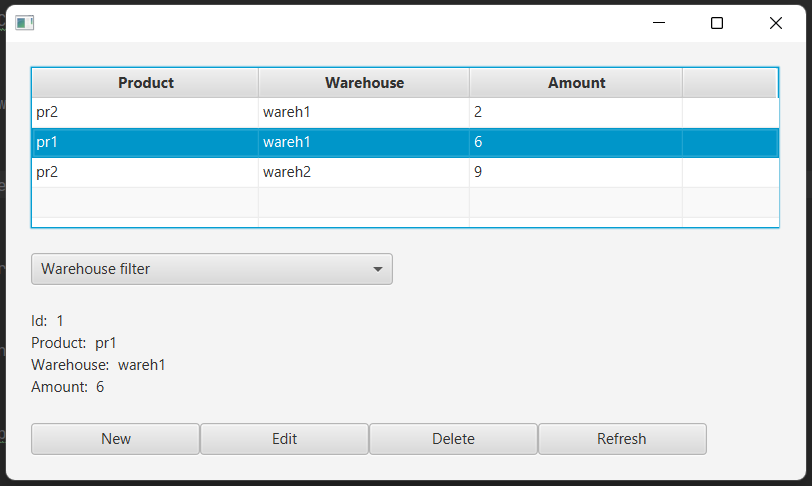 Product Warehouse Amount
pr2 wareh1 2
pr1 wareh1 6
pr2 wareh2 9
Warehouse filter
Id: 1
Product: pr1
Warehouse: wareh1
Amount: 6
New Edit Delete Refresh